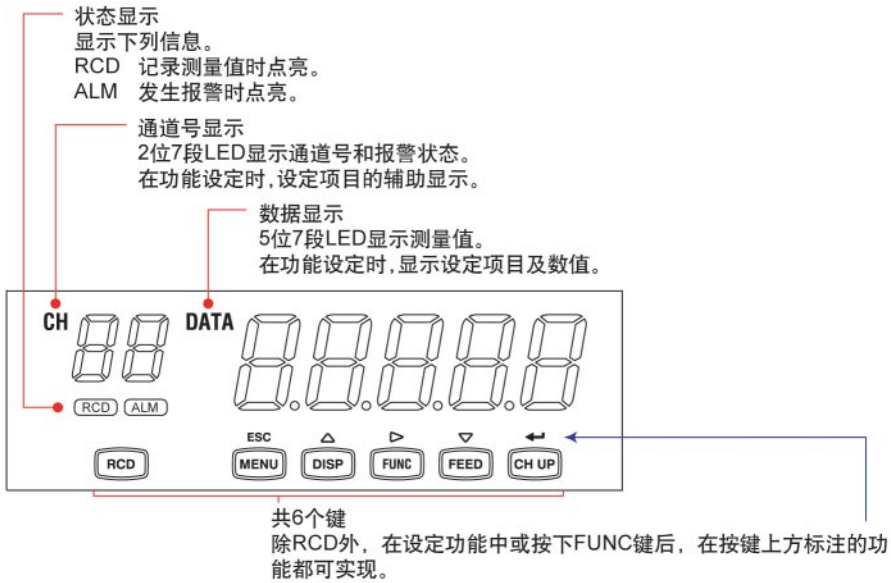 状态显示
显示下列信息。
RCD 记录测量值时点亮。
ALM 发生报警时点亮。
通道号显示
2位7段LED显示通道号和报警状态。
在功能设定时,设定项目的辅助显示。
数据显示
5位7段LED显示测量值。
在功能设定时,显示设定项目及数值。
CH 88 DATA 8.8.8.8.8
RCD ALM
ESC △ ▷ ▽ ↵
RCD MENU DISP FUNC FEED CH UP
共6个键
除RCD外，在设定功能中或按下FUNC键后，在按键上方标注的功
能都可实现。